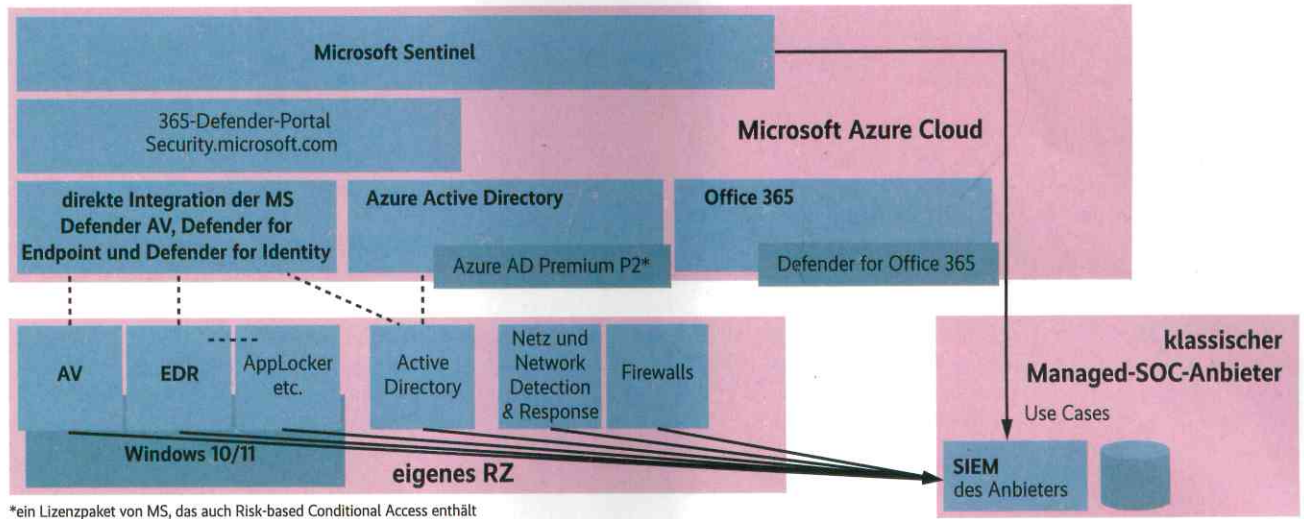 Microsoft Sentinel
365-Defender-Portal
Security.microsoft.com
Microsoft Azure Cloud
direkte Integration der MS
Defender AV, Defender for
Endpoint und Defender for Identity
Azure Active Directory
Azure AD Premium P2*
Office 365
Defender for Office 365
AV
EDR
AppLocker
etc.
Active
Directory
Netz und
Network
Detection
& Response
Firewalls
Windows 10/11
eigenes RZ
klassischer
Managed-SOC-Anbieter
Use Cases
SIEM
des Anbieters
*ein Lizenzpaket von MS, das auch Risk-based Conditional Access enthält